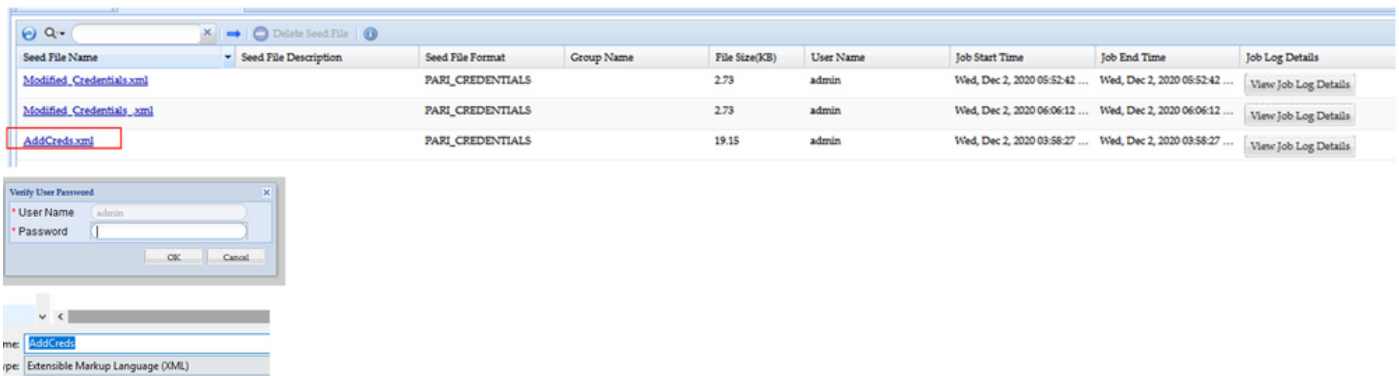 Delete Seed File
Seed File Name Seed File Description Seed File Format Group Name File Size(KB) User Name Job Start Time Job End Time Job Log Details
Modified_Credentials.xml PARI_CREDENTIALS 2.73 admin Wed, Dec 2, 2020 05:52:42 ... Wed, Dec 2, 2020 05:52:42 ... View Job Log Details
Modified_Credentials_.xml PARI_CREDENTIALS 2.73 admin Wed, Dec 2, 2020 06:06:12 ... Wed, Dec 2, 2020 06:06:12 ... View Job Log Details
AddCreds.xml PARI_CREDENTIALS 19.15 admin Wed, Dec 2, 2020 03:58:27 ... Wed, Dec 2, 2020 03:58:27 ... View Job Log Details
Verify User Password
* User Name admin
* Password
OK Cancel
me: AddCreds
ype: Extensible Markup Language (XML)